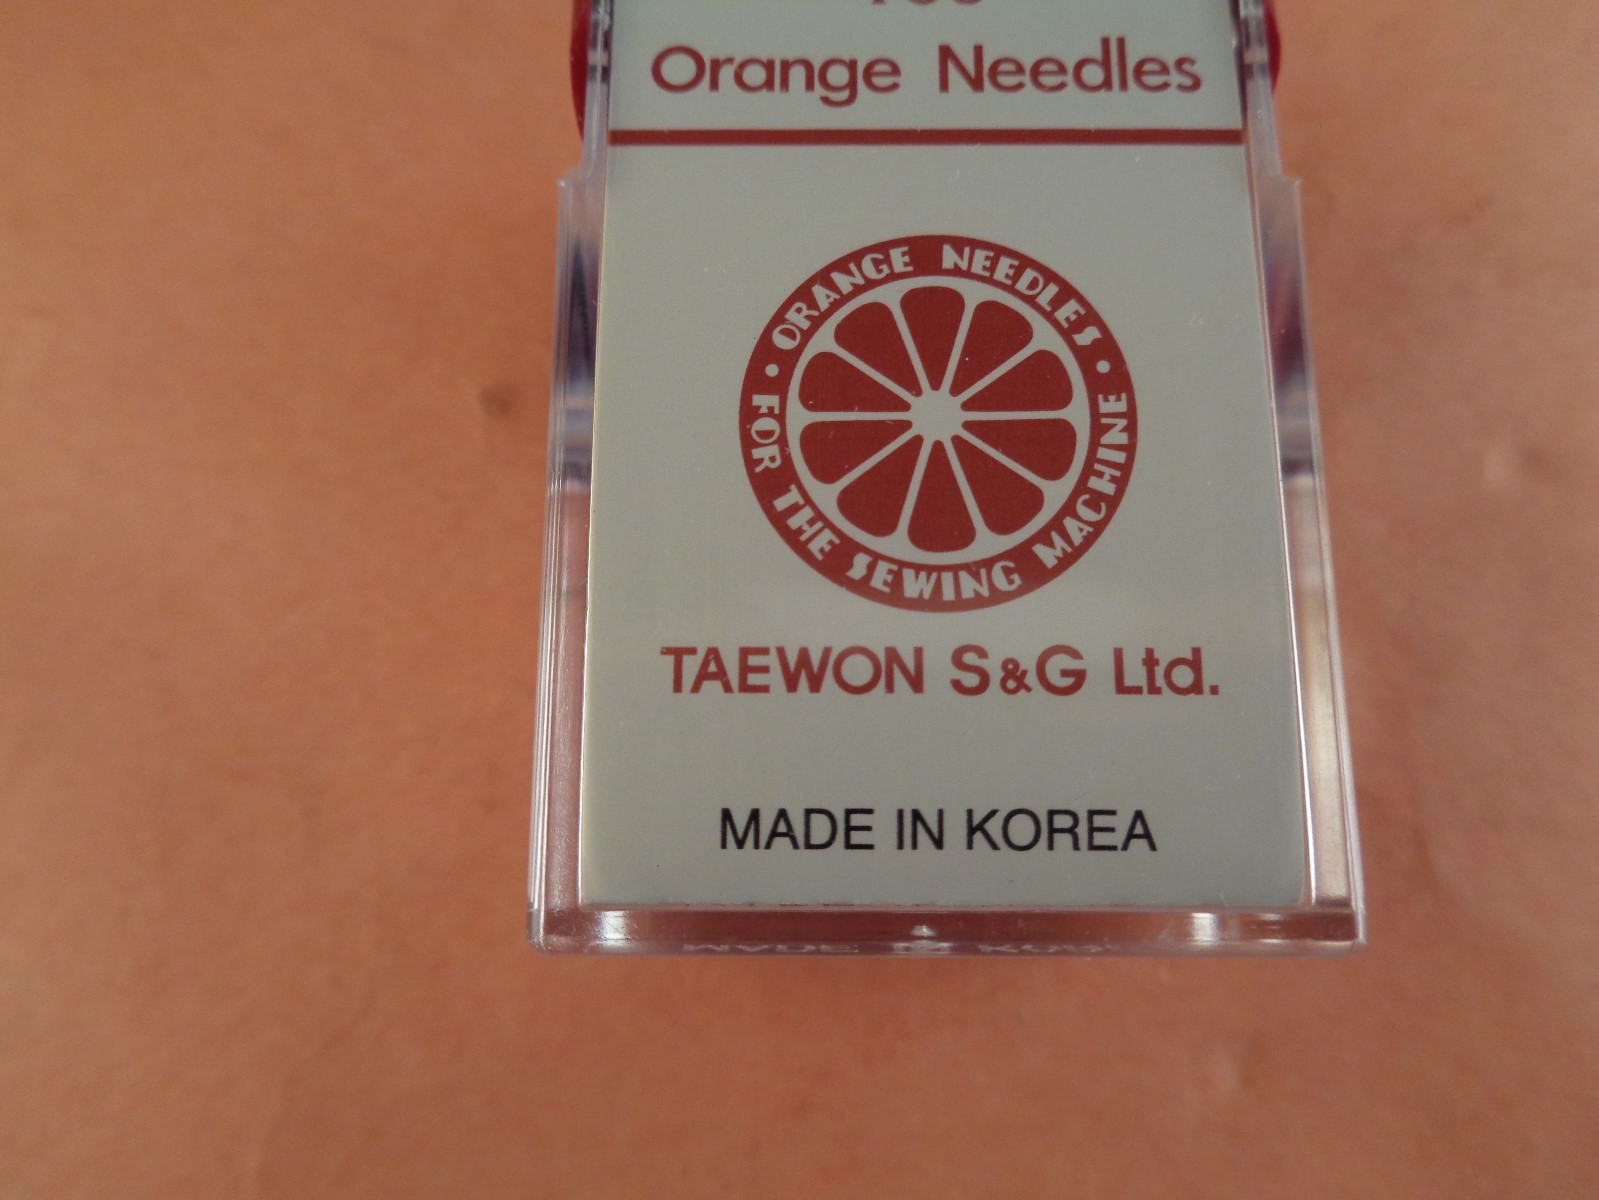 Orange Needles
ORANGE NEEDLES
FOR THE SEWING MACHINE
TAEWON S&G Ltd.
MADE IN KOREA